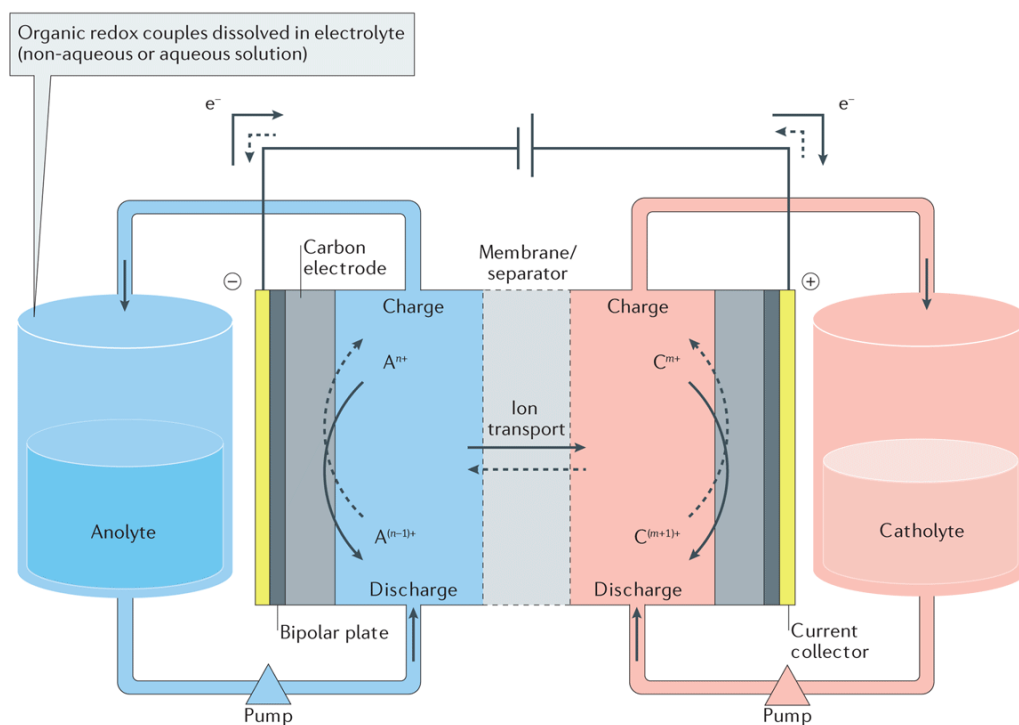 Organic redox couples dissolved in electrolyte
(non-aqueous or aqueous solution)
e⁻
e⁻
Carbon
electrode
Membrane/
separator
−
+
Charge
Charge
Aⁿ⁺
Cᵐ⁺
Ion
transport
Anolyte
Catholyte
A⁽ⁿ⁻¹⁾⁺
C⁽ᵐ⁺¹⁾⁺
Discharge
Discharge
Bipolar plate
Current
collector
Pump
Pump